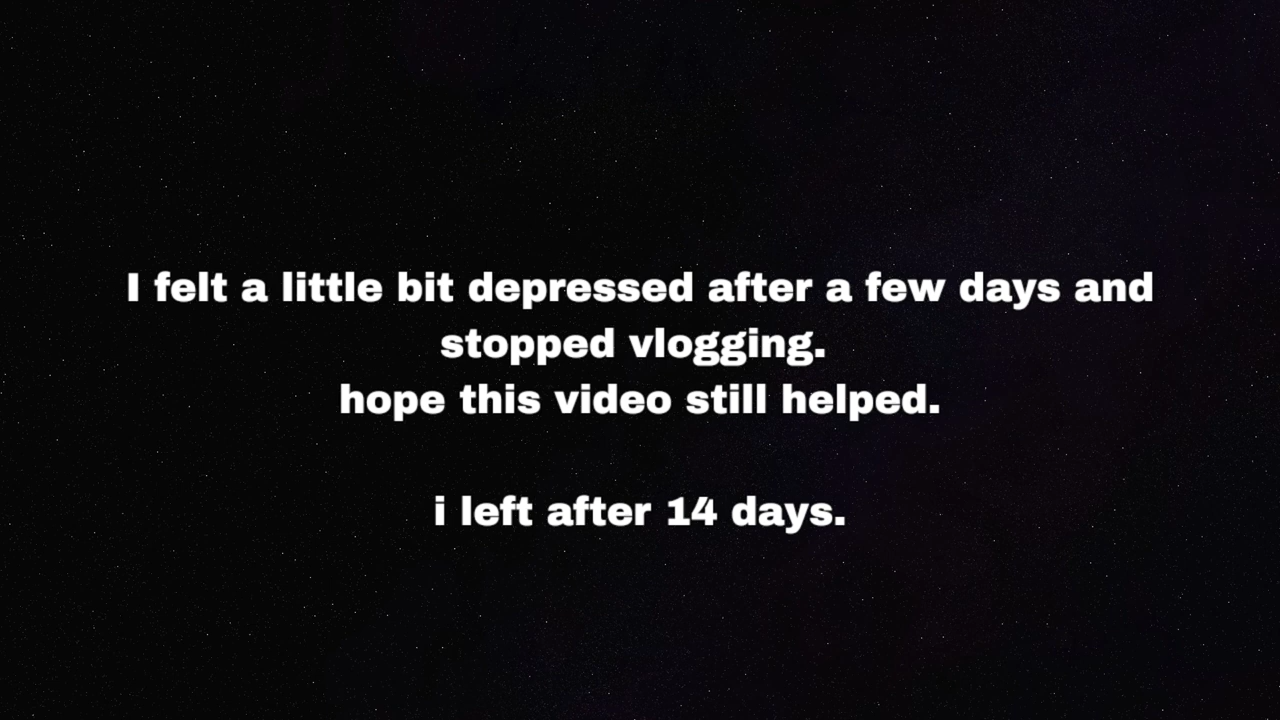 I felt a little bit depressed after a few days and
stopped vlogging.
hope this video still helped.
i left after 14 days.